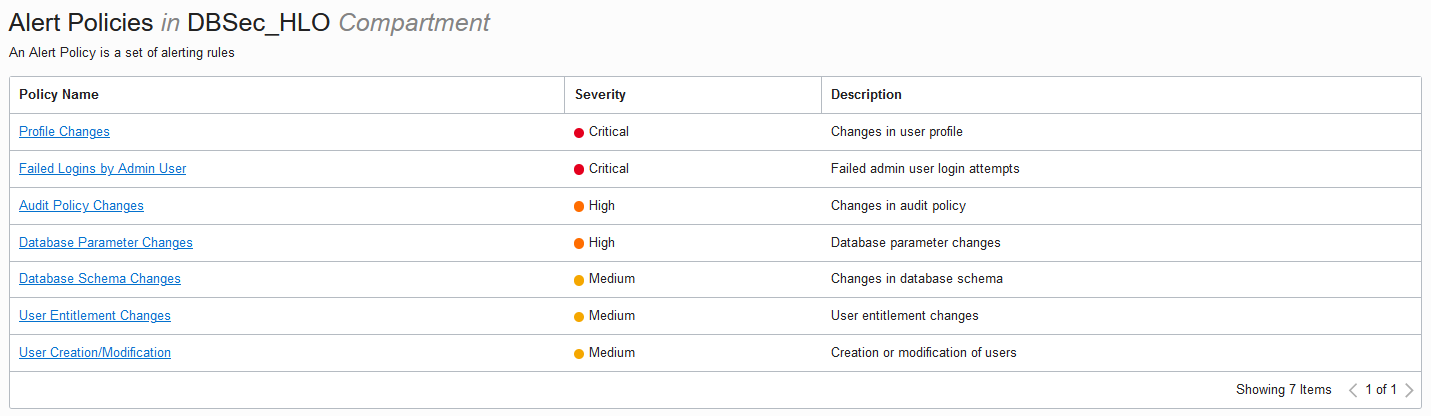 Alert Policies in DBSec_HLO Compartment
An Alert Policy is a set of alerting rules
Policy Name Severity Description
Profile Changes Critical Changes in user profile
Failed Logins by Admin User Critical Failed admin user login attempts
Audit Policy Changes High Changes in audit policy
Database Parameter Changes High Database parameter changes
Database Schema Changes Medium Changes in database schema
User Entitlement Changes Medium User entitlement changes
User Creation/Modification Medium Creation or modification of users
Showing 7 Items 1 of 1